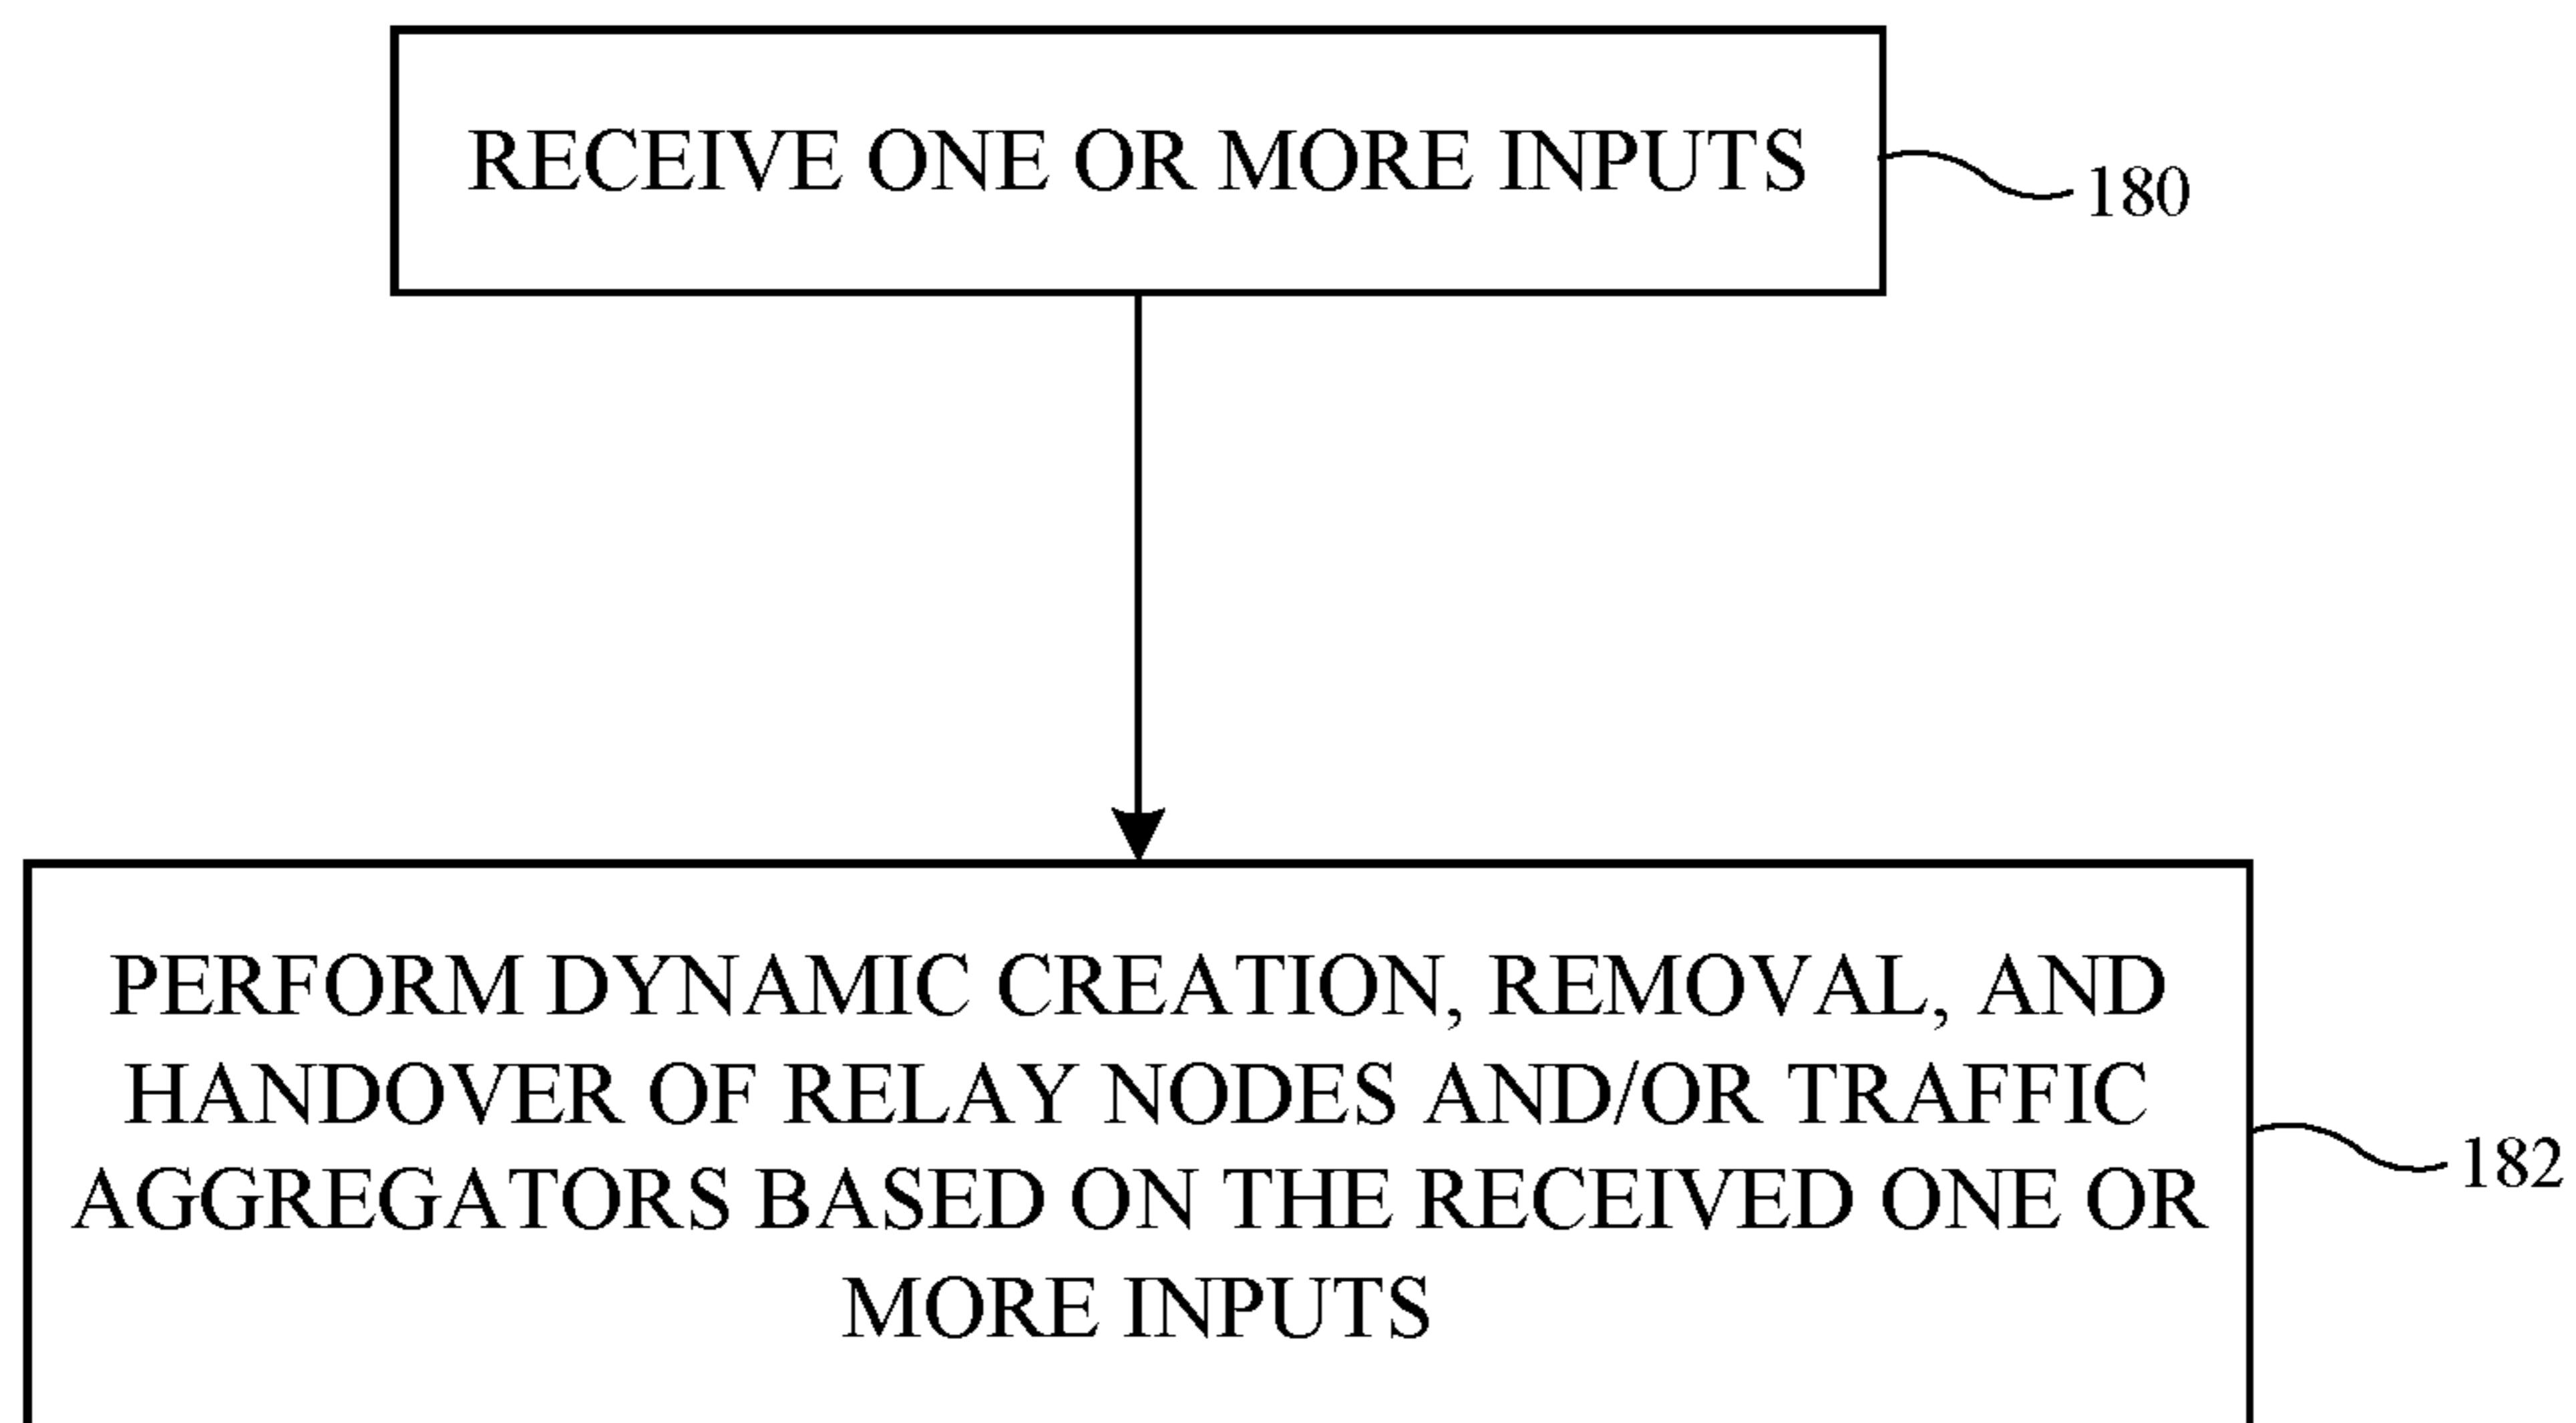 RECEIVE ONE OR MORE INPUTS
180
PERFORM DYNAMIC CREATION, REMOVAL, AND
HANDOVER OF RELAY NODES AND/OR TRAFFIC
AGGREGATORS BASED ON THE RECEIVED ONE OR
MORE INPUTS
182